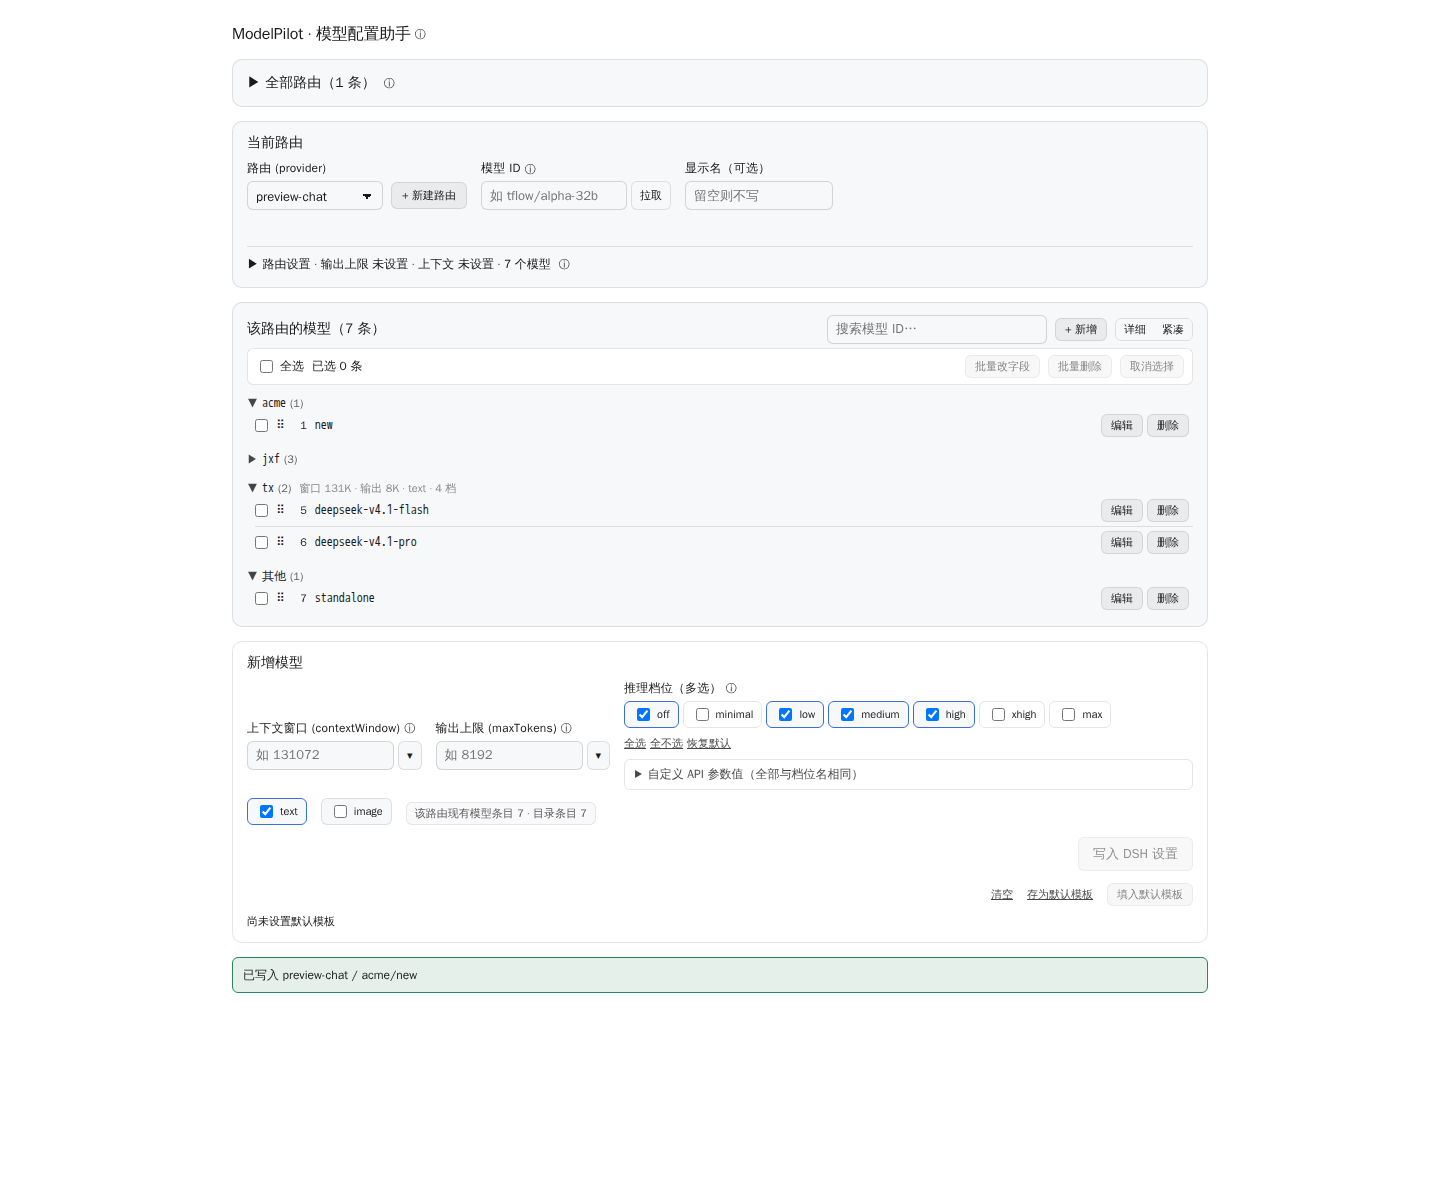 ModelPilot · 模型配置助手 ⓘ
▶ 全部路由（1 条） ⓘ
当前路由
路由 (provider) 模型 ID ⓘ 显示名（可选）
preview-chat + 新建路由 如 tflow/alpha-32b 拉取 留空则不写
▶ 路由设置 · 输出上限 未设置 · 上下文 未设置 · 7 个模型 ⓘ
该路由的模型（7 条） 搜索模型 ID… + 新增 详细 紧凑
全选 已选 0 条 批量改字段 批量删除 取消选择
▼ acme (1)
⠿ 1 new 编辑 删除
▶ jxf (3)
▼ tx (2) 窗口 131K · 输出 8K · text · 4 档
⠿ 5 deepseek-v4.1-flash 编辑 删除
⠿ 6 deepseek-v4.1-pro 编辑 删除
▼ 其他 (1)
⠿ 7 standalone 编辑 删除
新增模型
推理档位（多选） ⓘ
off minimal low medium high xhigh max
上下文窗口 (contextWindow) ⓘ 输出上限 (maxTokens) ⓘ
全选 全不选 恢复默认
如 131072 ▾ 如 8192 ▾
▶ 自定义 API 参数值（全部与档位名相同）
text image 该路由现有模型条目 7 · 目录条目 7
写入 DSH 设置
清空 存为默认模板 填入默认模板
尚未设置默认模板
已写入 preview-chat / acme/new